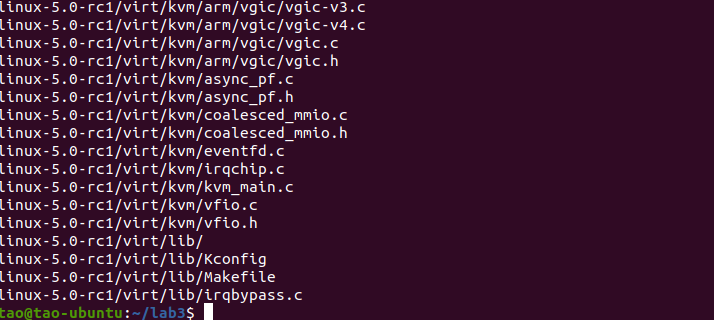 linux-5.0-rc1/virt/kvm/arm/vgic/vgic-v3.c
linux-5.0-rc1/virt/kvm/arm/vgic/vgic-v4.c
linux-5.0-rc1/virt/kvm/arm/vgic/vgic.c
linux-5.0-rc1/virt/kvm/arm/vgic/vgic.h
linux-5.0-rc1/virt/kvm/async_pf.c
linux-5.0-rc1/virt/kvm/async_pf.h
linux-5.0-rc1/virt/kvm/coalesced_mmio.c
linux-5.0-rc1/virt/kvm/coalesced_mmio.h
linux-5.0-rc1/virt/kvm/eventfd.c
linux-5.0-rc1/virt/kvm/irqchip.c
linux-5.0-rc1/virt/kvm/kvm_main.c
linux-5.0-rc1/virt/kvm/vfio.c
linux-5.0-rc1/virt/kvm/vfio.h
linux-5.0-rc1/virt/lib/
linux-5.0-rc1/virt/lib/Kconfig
linux-5.0-rc1/virt/lib/Makefile
linux-5.0-rc1/virt/lib/irqbypass.c
tao@tao-ubuntu:~/lab3$